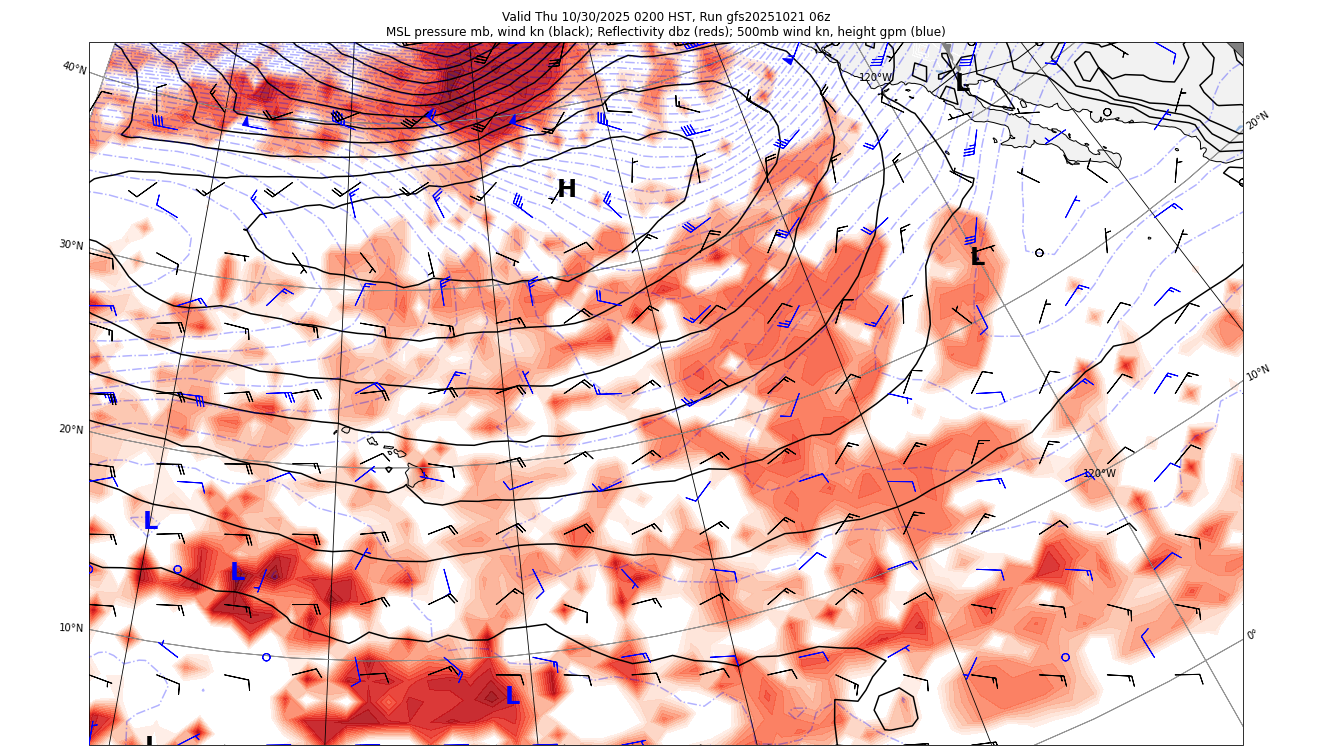 Valid Thu 10/30/2025 0200 HST, Run gfs20251021 06z
MSL pressure mb, wind kn (black); Reflectivity dbz (reds); 500mb wind kn, height gpm (blue)
40°N
120°W
L
20°N
H
30°N
L
10°N
20°N
120°W
L
L
10°N
0°
L
L